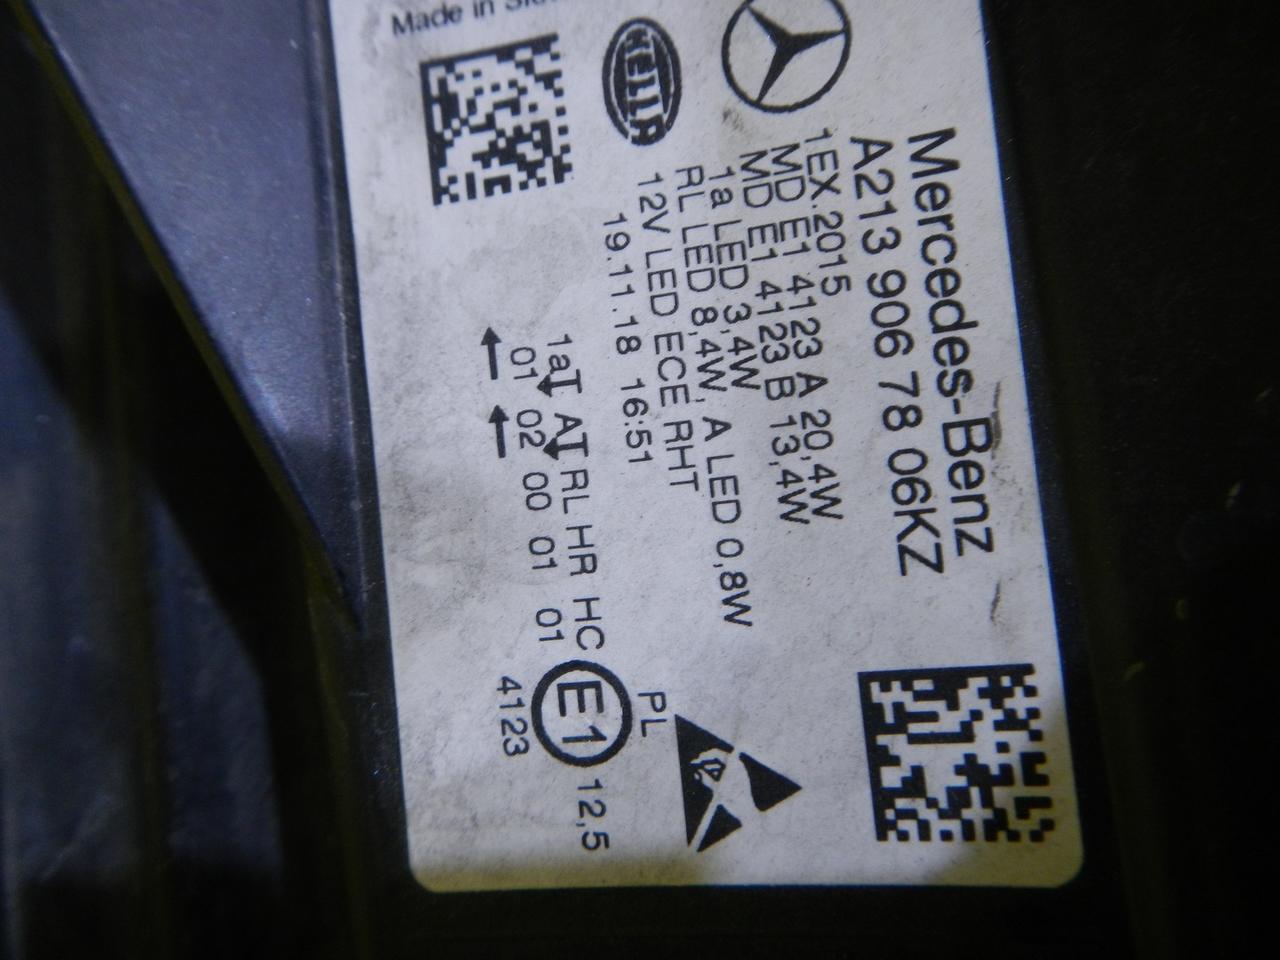 Mercedes-Benz
A213 906 78 06KZ
1EX.2015
MD E1 4123 A 20,4W
MD E1 4123 B 13,4W
1a LED 3,4W
RL LED 8,4W, A LED 0,8W
12V LED ECE RHT
19.11.18 16:51
HELLA
Made in
PL
1aI AI RL HR HC
01 02 00 01 01
E1
12,5
4123